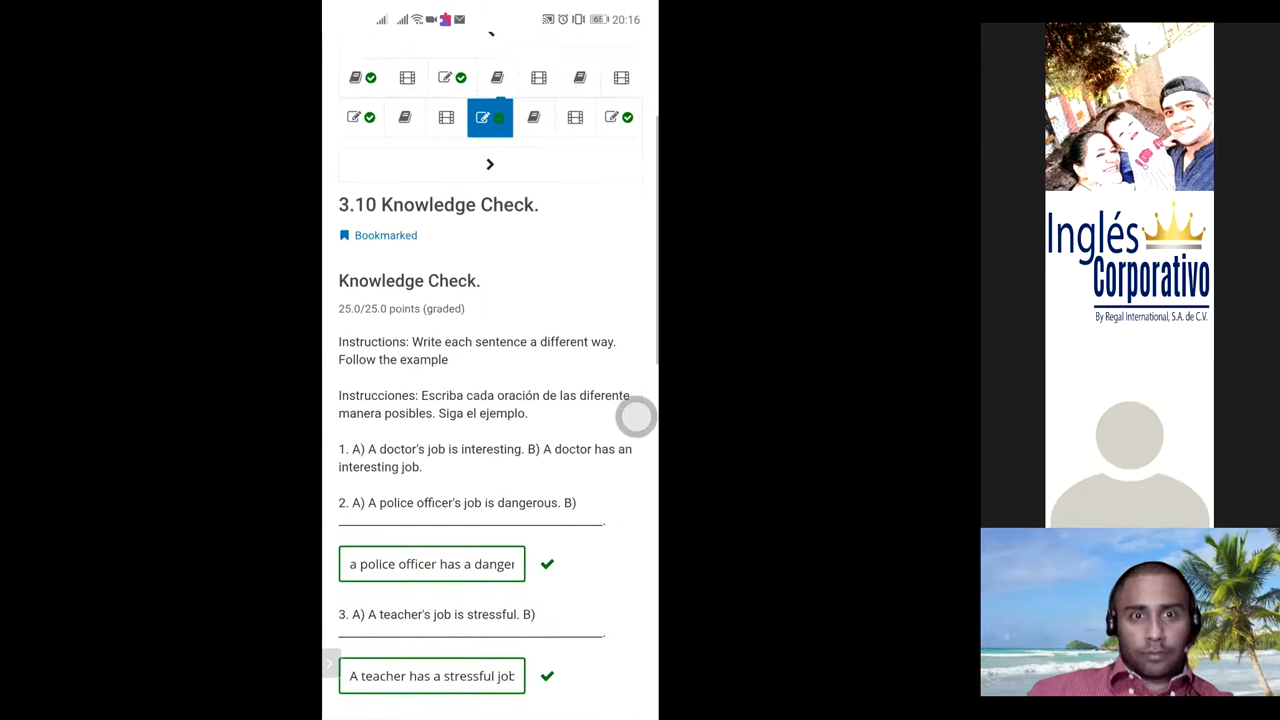 20:16
65
3.10 Knowledge Check.
Bookmarked
Knowledge Check.
25.0/25.0 points (graded)
Instructions: Write each sentence a different way.
Follow the example
Instrucciones: Escriba cada oración de las diferente
manera posibles. Siga el ejemplo.
1. A) A doctor's job is interesting. B) A doctor has an
interesting job.
2. A) A police officer's job is dangerous. B)
_______________________________________.
a police officer has a danger
3. A) A teacher's job is stressful. B)
_______________________________________.
A teacher has a stressful job
Inglés
Corporativo
By Regal International, S.A. de C.V.